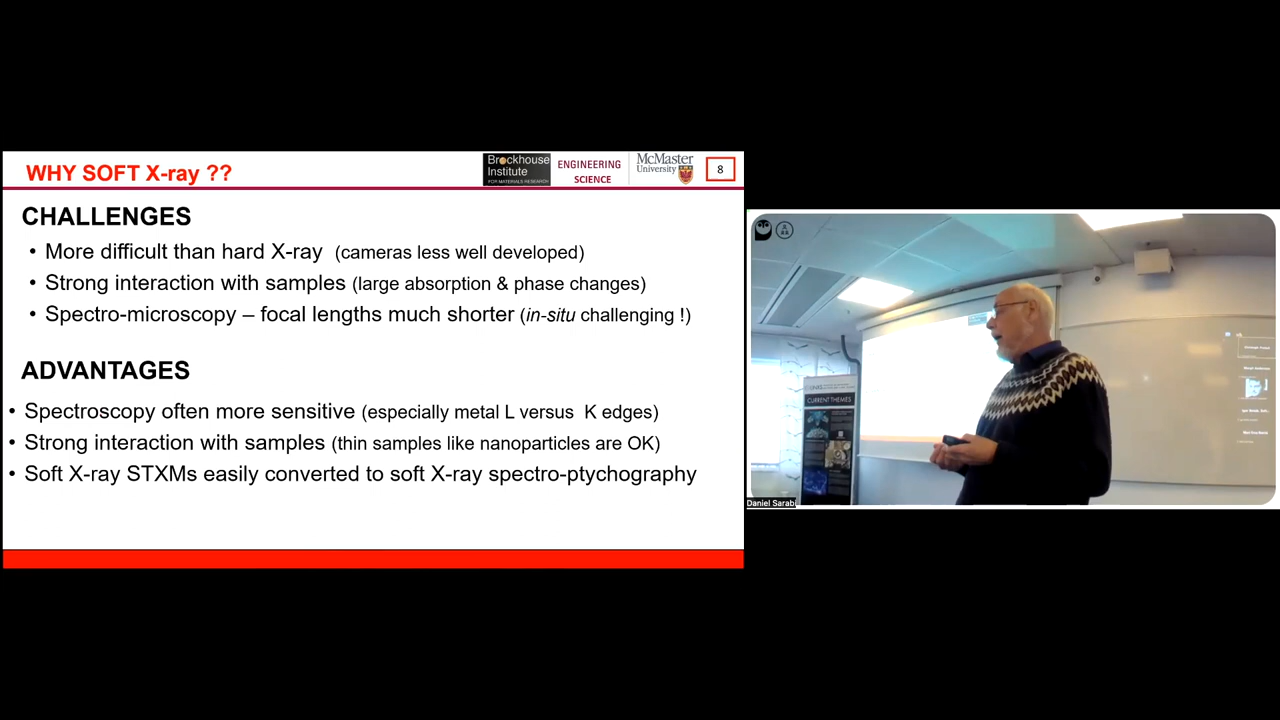 WHY SOFT X-ray ??
Brockhouse
Institute
FOR MATERIALS RESEARCH
ENGINEERING
SCIENCE
McMaster
University
8
CHALLENGES
• More difficult than hard X-ray (cameras less well developed)
• Strong interaction with samples (large absorption & phase changes)
• Spectro-microscopy – focal lengths much shorter (in-situ challenging !)
ADVANTAGES
• Spectroscopy often more sensitive (especially metal L versus K edges)
• Strong interaction with samples (thin samples like nanoparticles are OK)
• Soft X-ray STXMs easily converted to soft X-ray spectro-ptychography
CURRENT THEMES
Daniel Sarabi